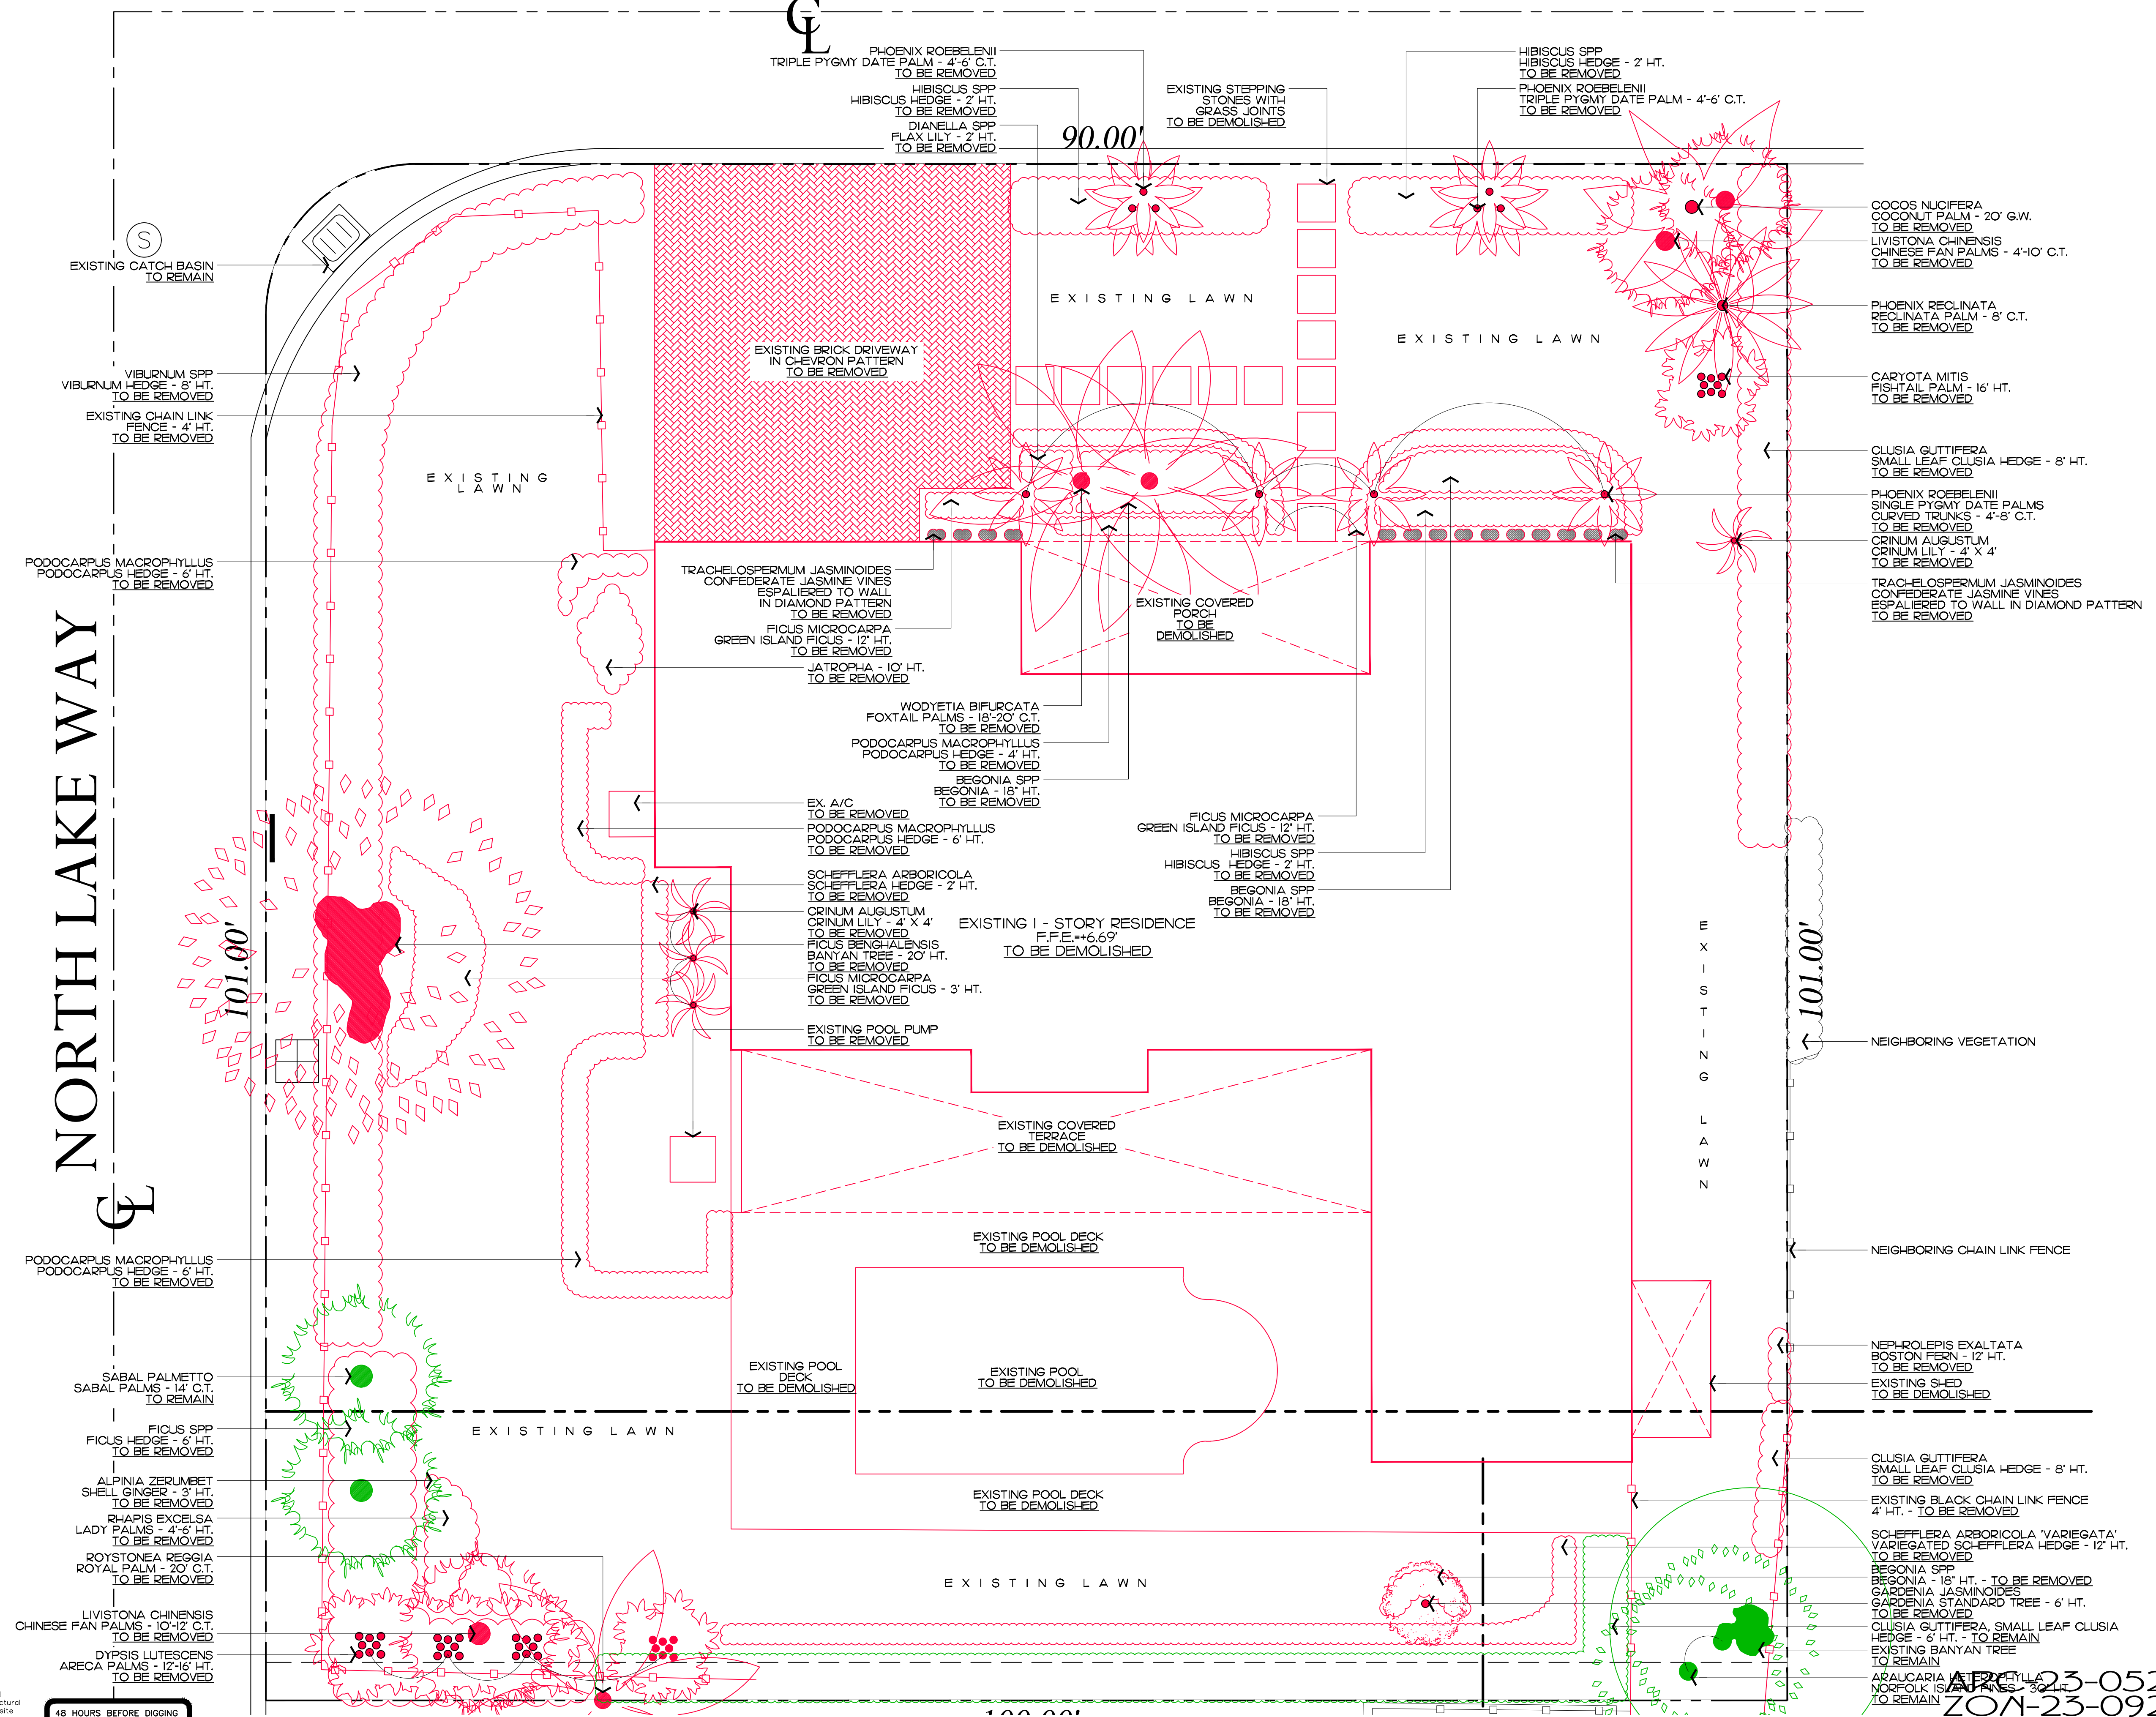 PHOENIX ROEBELENII
TRIPLE PYGMY DATE PALM - 4'-6' C.T.
TO BE REMOVED
HIBISCUS SPP
HIBISCUS HEDGE - 2' HT.
TO BE REMOVED
DIANELLA SPP
FLAX LILY - 2' HT.
TO BE REMOVED
90.00'
EXISTING STEPPING
STONES WITH
GRASS JOINTS
TO BE DEMOLISHED
HIBISCUS SPP
HIBISCUS HEDGE - 2' HT.
TO BE REMOVED
PHOENIX ROEBELENII
TRIPLE PYGMY DATE PALM - 4'-6' C.T.
TO BE REMOVED
S
EXISTING CATCH BASIN
TO REMAIN
VIBURNUM SPP
VIBURNUM HEDGE - 8' HT.
TO BE REMOVED
EXISTING CHAIN LINK
FENCE - 4' HT.
TO BE REMOVED
PODOCARPUS MACROPHYLLUS
PODOCARPUS HEDGE - 6' HT.
TO BE REMOVED
NORTH LAKE WAY
101.00'
PODOCARPUS MACROPHYLLUS
PODOCARPUS HEDGE - 6' HT.
TO BE REMOVED
SABAL PALMETTO
SABAL PALMS - 14' C.T.
TO REMAIN
FICUS SPP
FICUS HEDGE - 6' HT.
TO BE REMOVED
ALPINIA ZERUMBET
SHELL GINGER - 3' HT.
TO BE REMOVED
RHAPIS EXCELSA
LADY PALMS - 4'-6' HT.
TO BE REMOVED
ROYSTONEA REGGIA
ROYAL PALM - 20' C.T.
TO BE REMOVED
LIVISTONA CHINENSIS
CHINESE FAN PALMS - 10'-12' C.T.
TO BE REMOVED
DYPSIS LUTESCENS
ARECA PALMS - 12'-16' HT.
TO BE REMOVED
ctural
site
48 HOURS BEFORE DIGGING
EXISTING
LAWN
EXISTING BRICK DRIVEWAY
IN CHEVRON PATTERN
TO BE REMOVED
EXISTING LAWN
EXISTING LAWN
TRACHELOSPERMUM JASMINOIDES
CONFEDERATE JASMINE VINES
ESPALIERED TO WALL
IN DIAMOND PATTERN
TO BE REMOVED
FICUS MICROCARPA
GREEN ISLAND FICUS - 12" HT.
TO BE REMOVED
JATROPHA - 10' HT.
TO BE REMOVED
EXISTING COVERED
PORCH
TO BE
DEMOLISHED
WODYETIA BIFURCATA
FOXTAIL PALMS - 18'-20' C.T.
TO BE REMOVED
PODOCARPUS MACROPHYLLUS
PODOCARPUS HEDGE - 4' HT.
TO BE REMOVED
BEGONIA SPP
BEGONIA - 18" HT.
TO BE REMOVED
EX. A/C
TO BE REMOVED
PODOCARPUS MACROPHYLLUS
PODOCARPUS HEDGE - 6' HT.
TO BE REMOVED
SCHEFFLERA ARBORICOLA
SCHEFFLERA HEDGE - 2' HT.
TO BE REMOVED
CRINUM AUGUSTUM
CRINUM LILY - 4' X 4'
TO BE REMOVED
FICUS BENGHALENSIS
BANYAN TREE - 20' HT.
TO BE REMOVED
FICUS MICROCARPA
GREEN ISLAND FICUS - 3' HT.
TO BE REMOVED
EXISTING POOL PUMP
TO BE REMOVED
FICUS MICROCARPA
GREEN ISLAND FICUS - 12" HT.
TO BE REMOVED
HIBISCUS SPP
HIBISCUS HEDGE - 2' HT.
TO BE REMOVED
BEGONIA SPP
BEGONIA - 18" HT.
TO BE REMOVED
EXISTING 1 - STORY RESIDENCE
F.F.E.=+6.69'
TO BE DEMOLISHED
EXISTING COVERED
TERRACE
TO BE DEMOLISHED
EXISTING POOL DECK
TO BE DEMOLISHED
EXISTING POOL
DECK
TO BE DEMOLISHED
EXISTING POOL
TO BE DEMOLISHED
EXISTING LAWN
EXISTING POOL DECK
TO BE DEMOLISHED
EXISTING LAWN
100.00'
EXISTING LAWN
101.00'
COCOS NUCIFERA
COCONUT PALM - 20' G.W.
TO BE REMOVED
LIVISTONA CHINENSIS
CHINESE FAN PALMS - 4'-10' C.T.
TO BE REMOVED
PHOENIX RECLINATA
RECLINATA PALM - 8' C.T.
TO BE REMOVED
CARYOTA MITIS
FISHTAIL PALM - 16' HT.
TO BE REMOVED
CLUSIA GUTTIFERA
SMALL LEAF CLUSIA HEDGE - 8' HT.
TO BE REMOVED
PHOENIX ROEBELENII
SINGLE PYGMY DATE PALMS
CURVED TRUNKS - 4'-8' C.T.
TO BE REMOVED
CRINUM AUGUSTUM
CRINUM LILY - 4' X 4'
TO BE REMOVED
TRACHELOSPERMUM JASMINOIDES
CONFEDERATE JASMINE VINES
ESPALIERED TO WALL IN DIAMOND PATTERN
TO BE REMOVED
NEIGHBORING VEGETATION
NEIGHBORING CHAIN LINK FENCE
NEPHROLEPIS EXALTATA
BOSTON FERN - 12' HT.
TO BE REMOVED
EXISTING SHED
TO BE DEMOLISHED
CLUSIA GUTTIFERA
SMALL LEAF CLUSIA HEDGE - 8' HT.
TO BE REMOVED
EXISTING BLACK CHAIN LINK FENCE
4' HT. - TO BE REMOVED
SCHEFFLERA ARBORICOLA 'VARIEGATA'
VARIEGATED SCHEFFLERA HEDGE - 12" HT.
TO BE REMOVED
BEGONIA SPP
BEGONIA - 18" HT. - TO BE REMOVED
GARDENIA JASMINOIDES
GARDENIA STANDARD TREE - 6' HT.
TO BE REMOVED
CLUSIA GUTTIFERA, SMALL LEAF CLUSIA
HEDGE - 6' HT. - TO REMAIN
EXISTING BANYAN TREE
TO REMAIN
ARAUCARIA HETEROPHYLLA
NORFOLK ISLAND PINES - 30' HT.
TO REMAIN
ARC-23-052
ZON-23-092